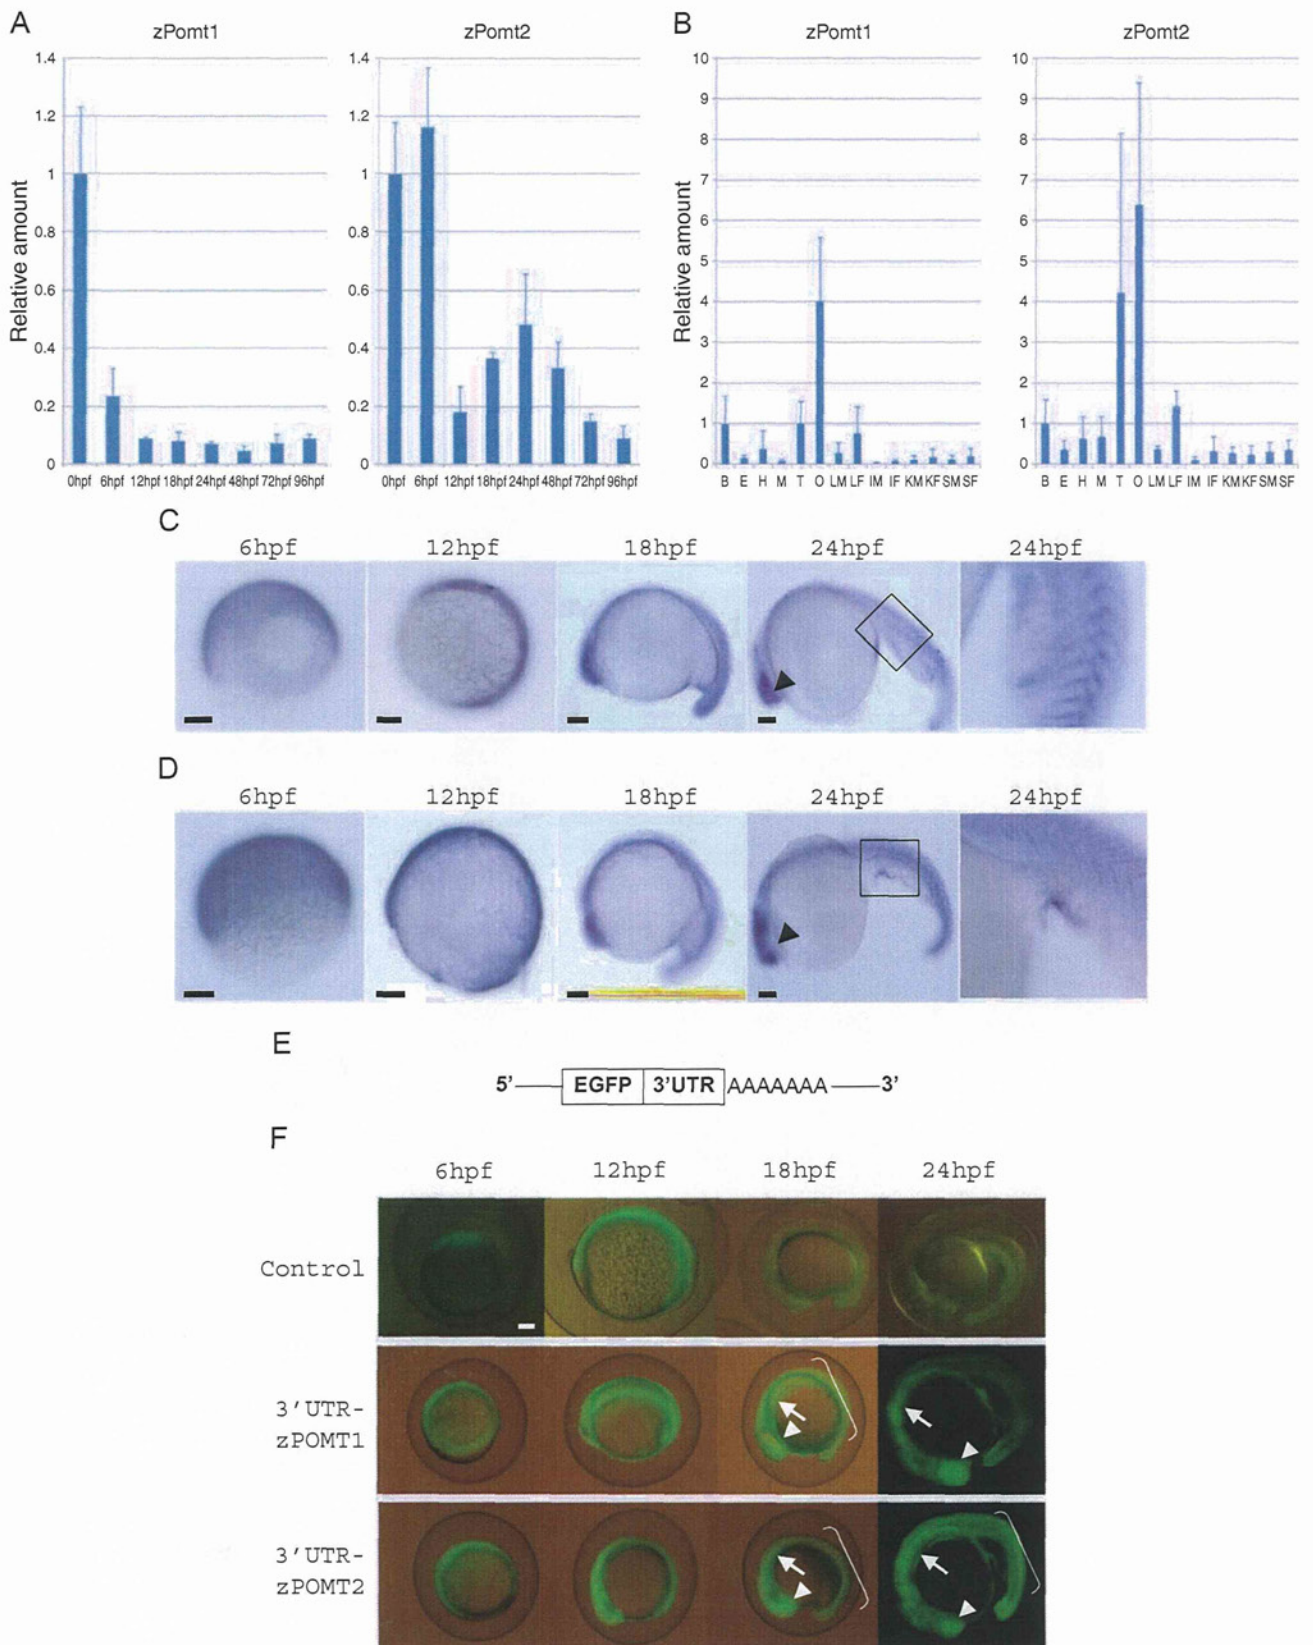 A
zPomt1
zPomt2
Relative amount
1.4
1.2
1
0.8
0.6
0.4
0.2
0
0hpf 6hpf 12hpf 18hpf 24hpf 48hpf 72hpf 96hpf
1.4
1.2
1
0.8
0.6
0.4
0.2
0
0hpf 6hpf 12hpf 18hpf 24hpf 48hpf 72hpf 96hpf
B
zPomt1
zPomt2
Relative amount
10
9
8
7
6
5
4
3
2
1
0
B E H M T O LM LF IM IF KM KF SM SF
10
9
8
7
6
5
4
3
2
1
0
B E H M T O LM LF IM IF KM KF SM SF
C
6hpf 12hpf 18hpf 24hpf 24hpf
D
6hpf 12hpf 18hpf 24hpf 24hpf
E
5' EGFP 3'UTR AAAAAAA 3'
F
6hpf 12hpf 18hpf 24hpf
Control
3'UTR-
zPOMT1
3'UTR-
zPOMT2